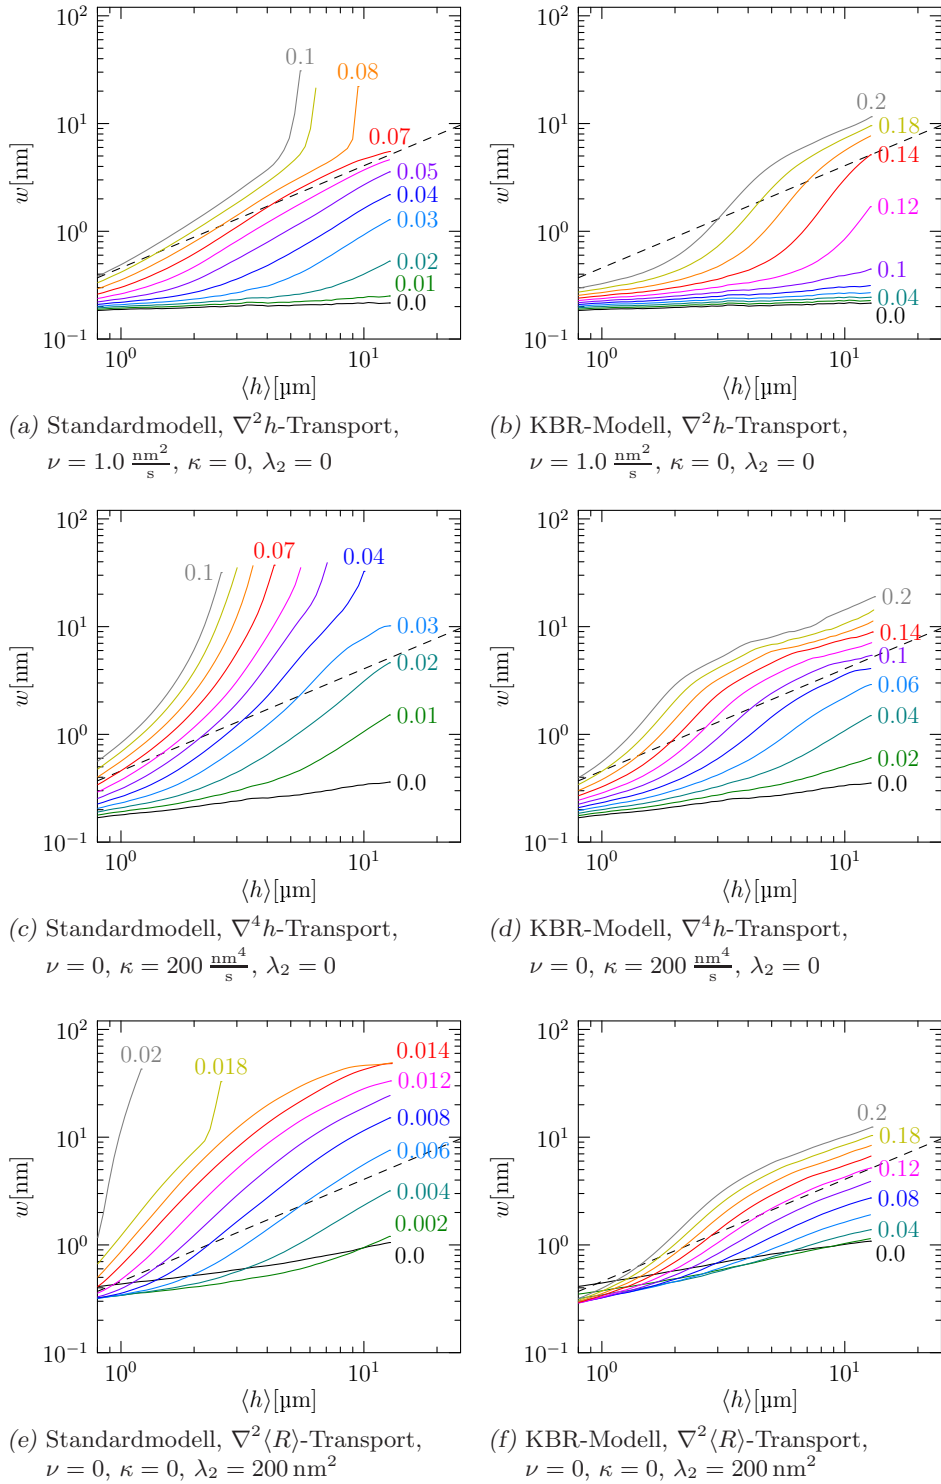 10² 10¹ 10⁰ 10⁻¹
w[nm]
0.1 0.08 0.07 0.05 0.04 0.03 0.02 0.01 0.0
10⁰ 10¹
⟨h⟩[µm]
(a) Standardmodell, ∇²h-Transport,
ν = 1.0 nm²/s, κ = 0, λ₂ = 0
10² 10¹ 10⁰ 10⁻¹
w[nm]
0.2 0.18 0.14 0.12 0.1 0.04 0.0
10⁰ 10¹
⟨h⟩[µm]
(b) KBR-Modell, ∇²h-Transport,
ν = 1.0 nm²/s, κ = 0, λ₂ = 0
10² 10¹ 10⁰ 10⁻¹
w[nm]
0.1 0.07 0.04 0.03 0.02 0.01 0.0
10⁰ 10¹
⟨h⟩[µm]
(c) Standardmodell, ∇⁴h-Transport,
ν = 0, κ = 200 nm⁴/s, λ₂ = 0
10² 10¹ 10⁰ 10⁻¹
w[nm]
0.2 0.14 0.1 0.06 0.04 0.02 0.0
10⁰ 10¹
⟨h⟩[µm]
(d) KBR-Modell, ∇⁴h-Transport,
ν = 0, κ = 200 nm⁴/s, λ₂ = 0
10² 10¹ 10⁰ 10⁻¹
w[nm]
0.02 0.018 0.014 0.012 0.008 0.006 0.004 0.002 0.0
10⁰ 10¹
⟨h⟩[µm]
(e) Standardmodell, ∇²⟨R⟩-Transport,
ν = 0, κ = 0, λ₂ = 200 nm²
10² 10¹ 10⁰ 10⁻¹
w[nm]
0.2 0.18 0.12 0.08 0.04 0.0
10⁰ 10¹
⟨h⟩[µm]
(f) KBR-Modell, ∇²⟨R⟩-Transport,
ν = 0, κ = 0, λ₂ = 200 nm²